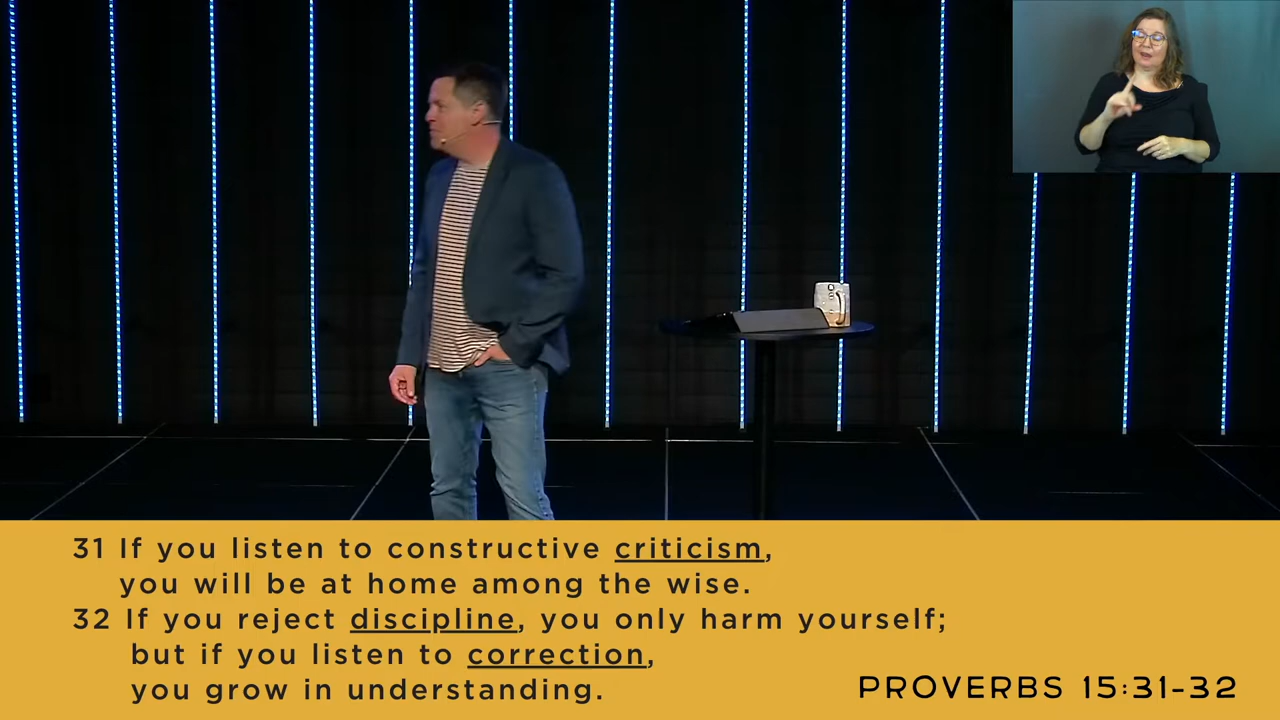 31 If you listen to constructive criticism,
you will be at home among the wise.
32 If you reject discipline, you only harm yourself;
but if you listen to correction,
you grow in understanding.
PROVERBS 15:31-32